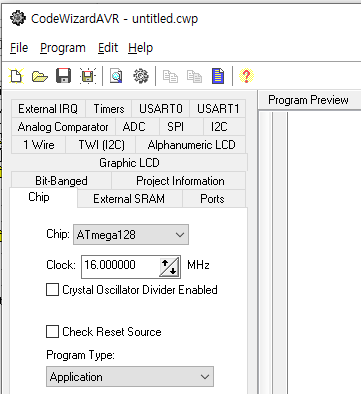 CodeWizardAVR - untitled.cwp
File Program Edit Help
Program Preview
External IRQ Timers USART0 USART1
Analog Comparator ADC SPI I2C
1 Wire TWI (I2C) Alphanumeric LCD
Graphic LCD
Bit-Banged Project Information
Chip External SRAM Ports
Chip: ATmega128
Clock: 16.000000 MHz
Crystal Oscillator Divider Enabled
Check Reset Source
Program Type:
Application